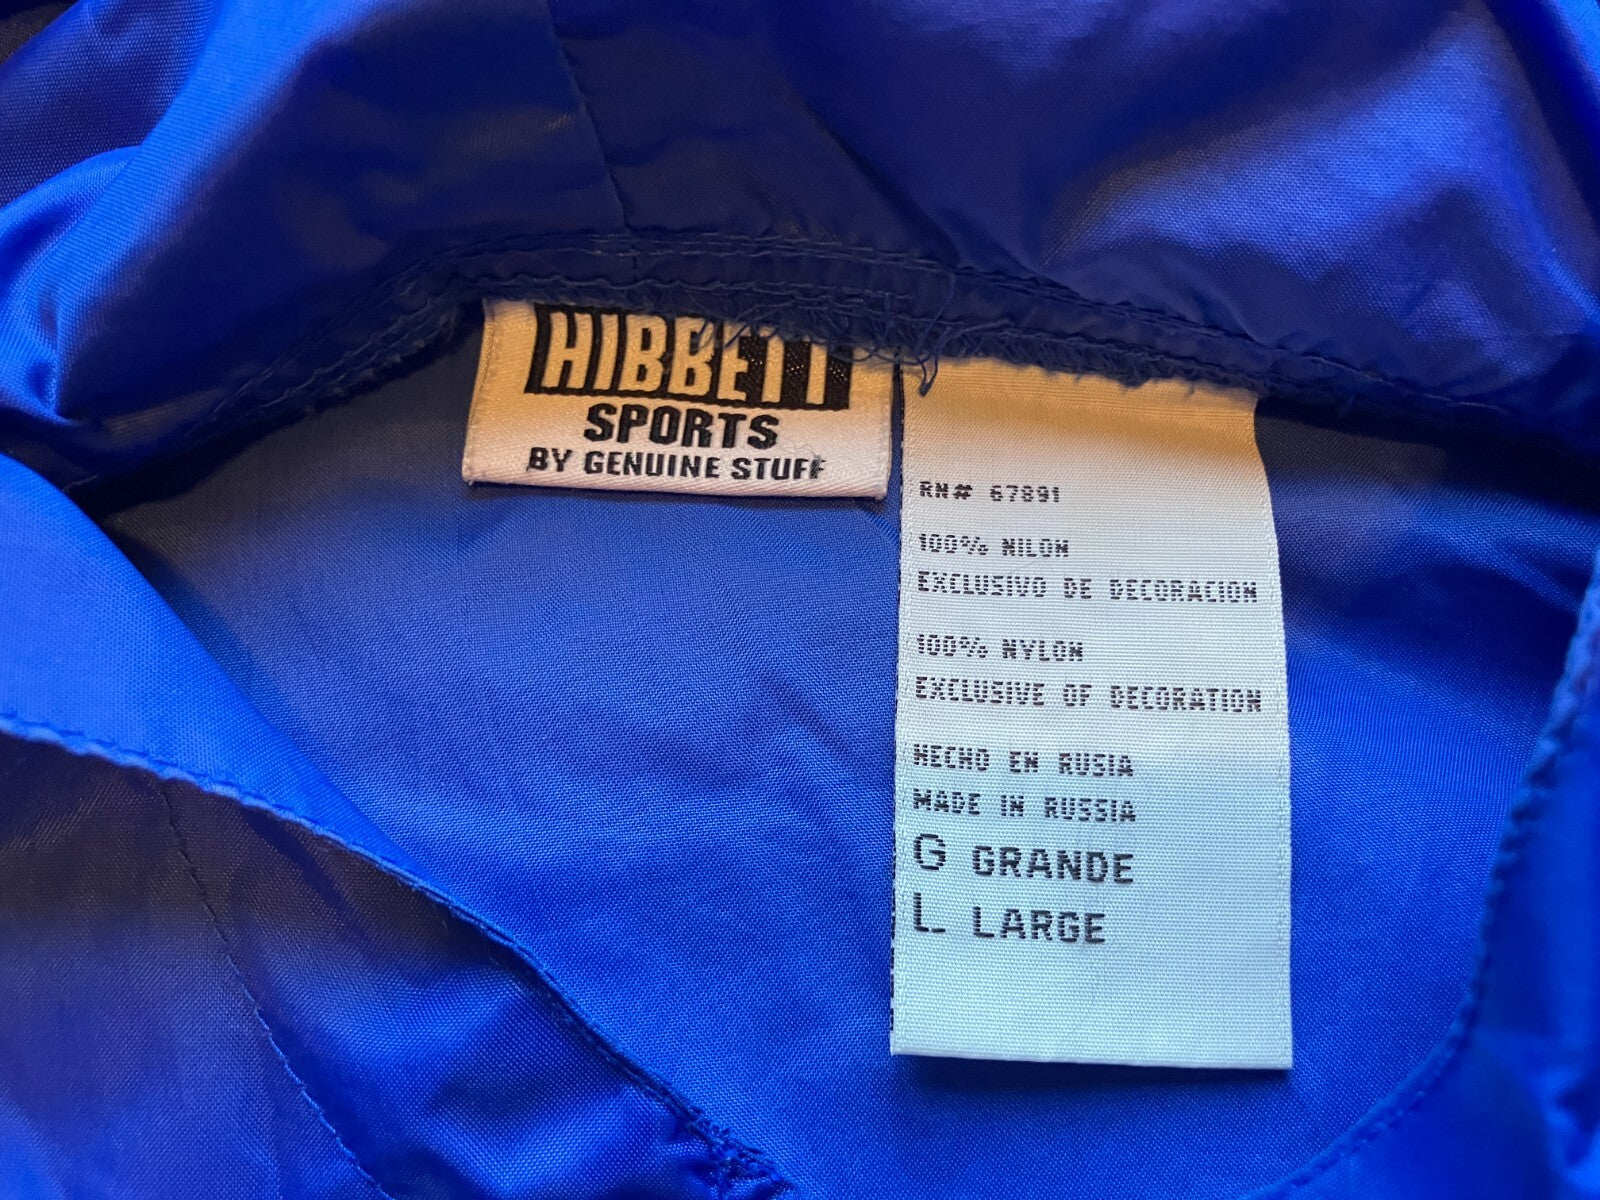 HIBBETT
SPORTS
BY GENUINE STUFF
RN# 67891
100% NILON
EXCLUSIVO DE DECORACION
100% NYLON
EXCLUSIVE OF DECORATION
HECHO EN RUSIA
MADE IN RUSSIA
G GRANDE
L LARGE